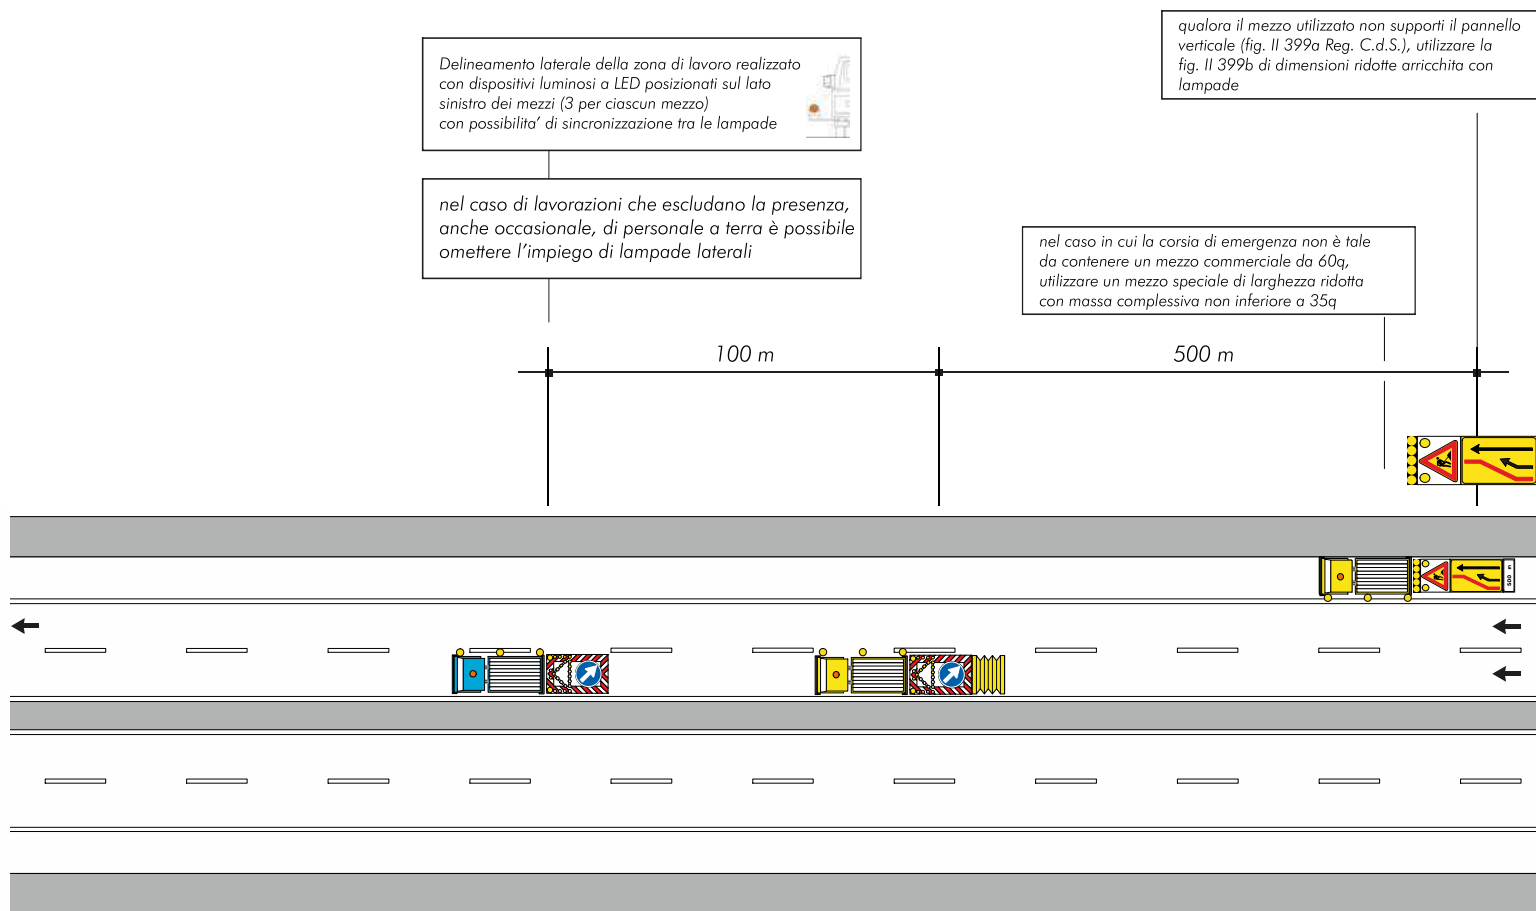 qualora il mezzo utilizzato non supporti il pannello
verticale (fig. II 399a Reg. C.d.S.), utilizzare la
fig. II 399b di dimensioni ridotte arricchita con
lampade
Delineamento laterale della zona di lavoro realizzato
con dispositivi luminosi a LED posizionati sul lato
sinistro dei mezzi (3 per ciascun mezzo)
con possibilita' di sincronizzazione tra le lampade
nel caso di lavorazioni che escludano la presenza,
anche occasionale, di personale a terra è possibile
omettere l'impiego di lampade laterali
nel caso in cui la corsia di emergenza non è tale
da contenere un mezzo commerciale da 60q,
utilizzare un mezzo speciale di larghezza ridotta
con massa complessiva non inferiore a 35q
100 m
500 m
500 m